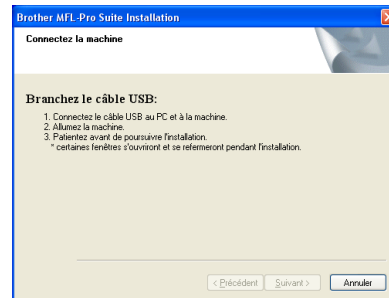 Brother MFL-Pro Suite Installation
Connectez la machine
Branchez le câble USB:
1. Connectez le câble USB au PC et à la machine.
2. Allumez la machine.
3. Patientez avant de poursuivre l'installation.
* certaines fenêtres s'ouvriront et se refermeront pendant l'installation.
< Précédent Suivant > Annuler